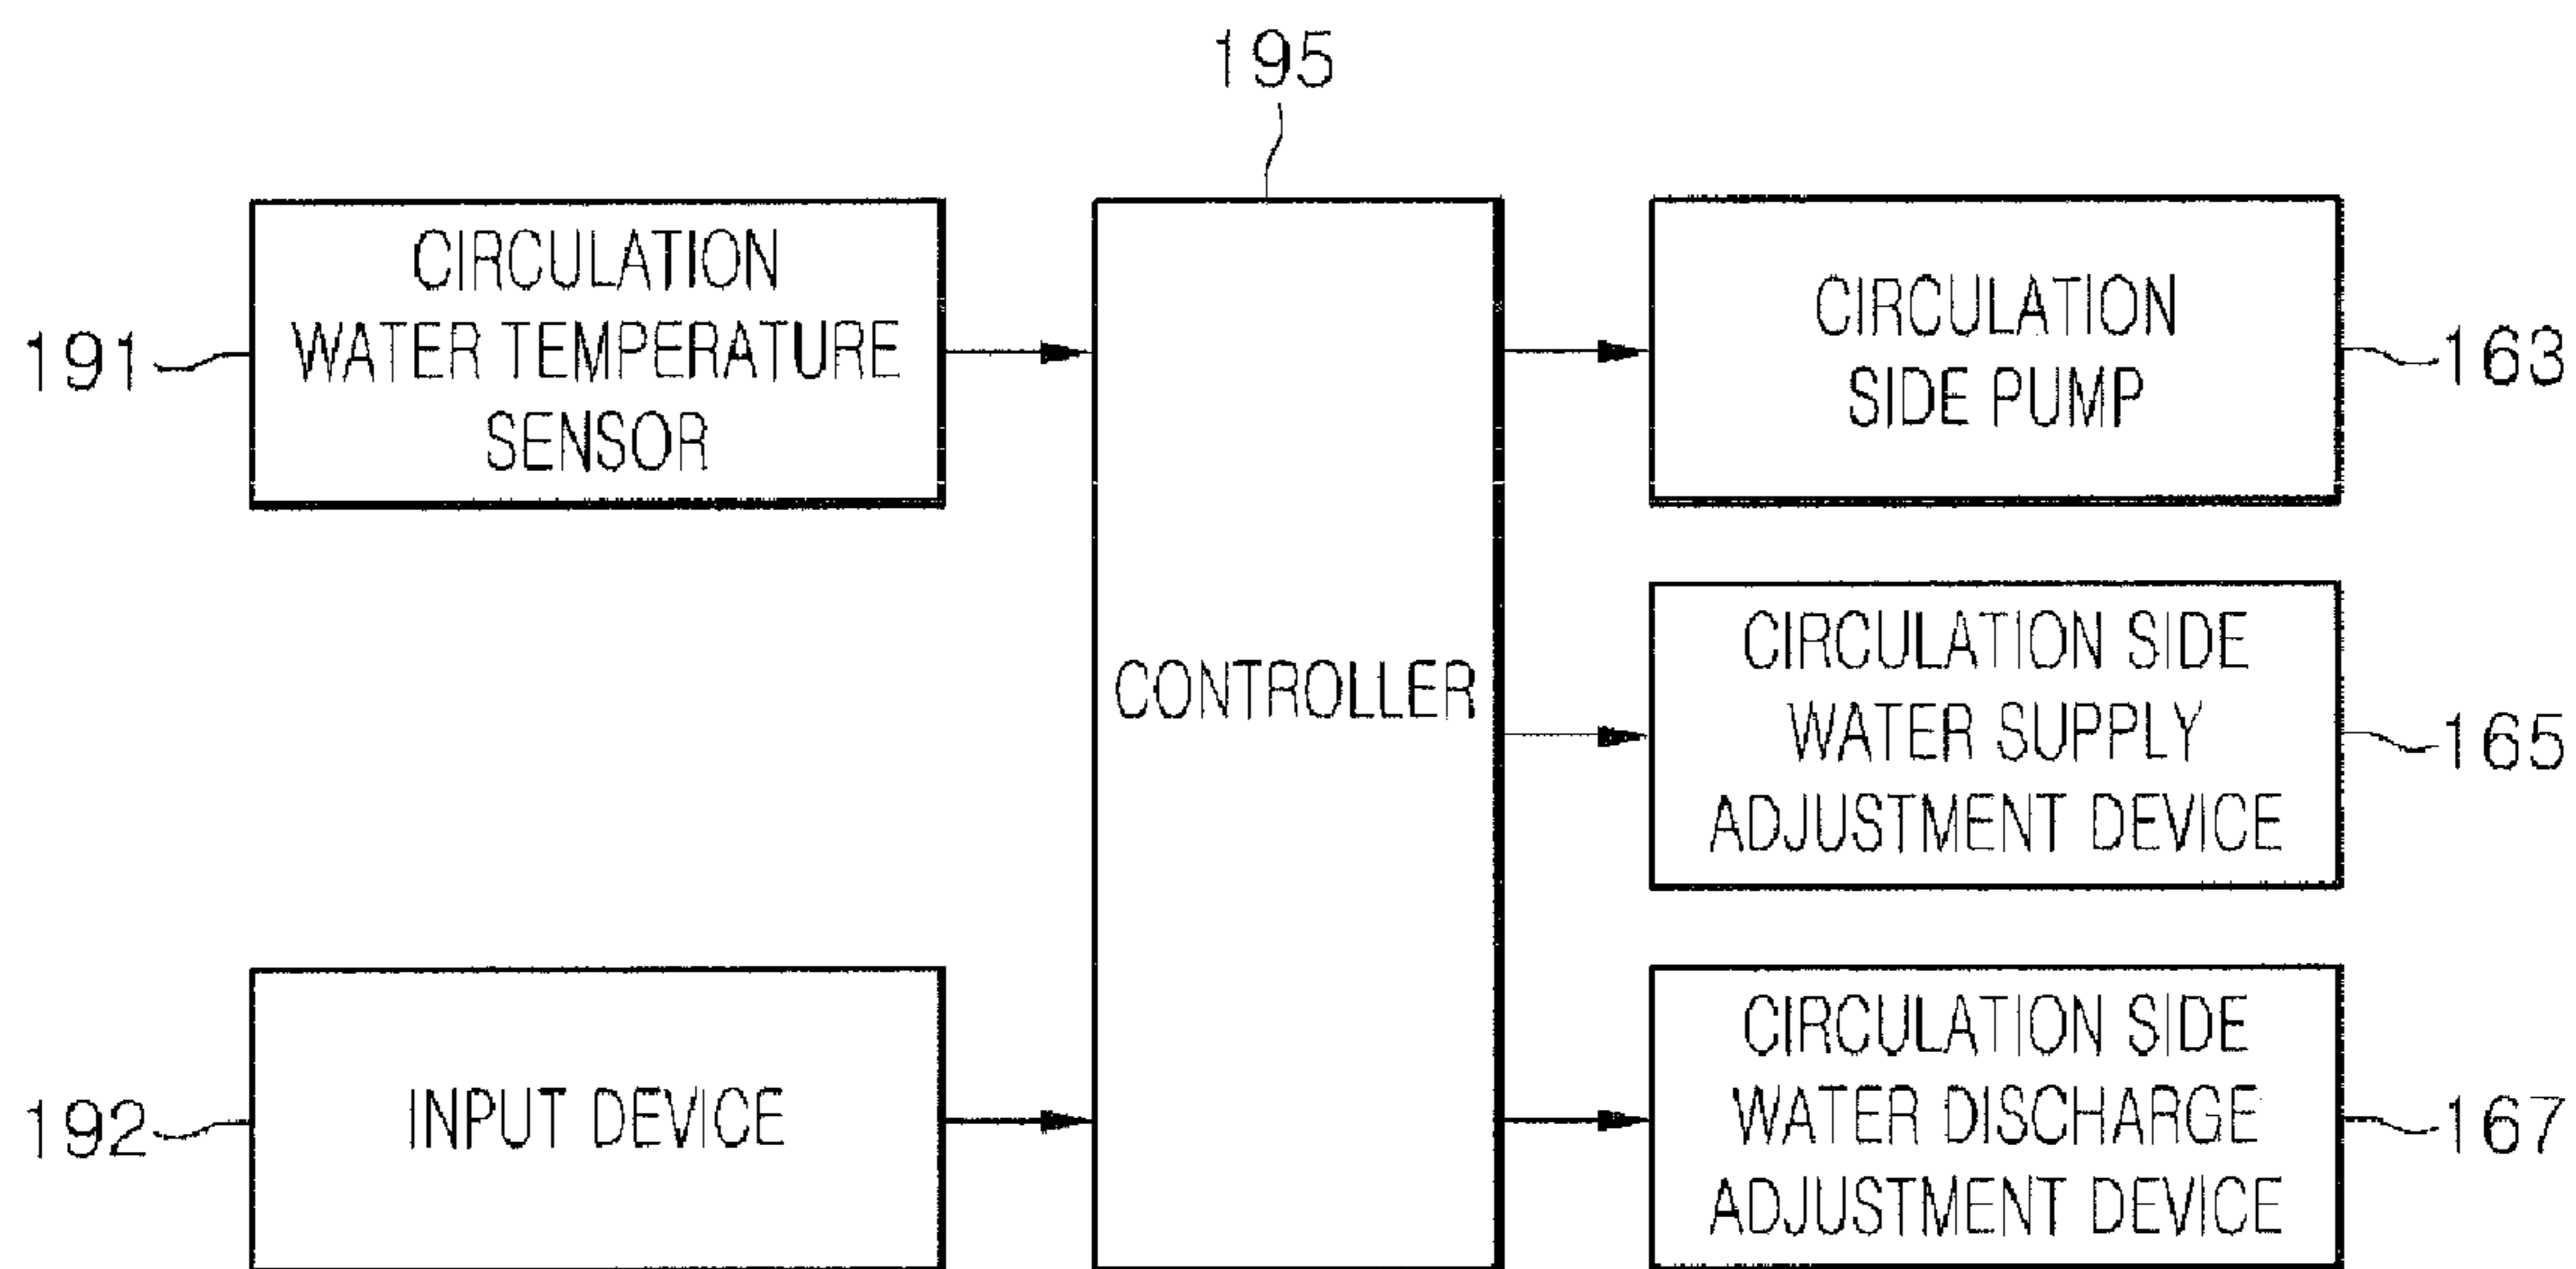 195
CIRCULATION
WATER TEMPERATURE
SENSOR
191
CONTROLLER
CIRCULATION
SIDE PUMP
163
CIRCULATION SIDE
WATER SUPPLY
ADJUSTMENT DEVICE
165
INPUT DEVICE
192
CIRCULATION SIDE
WATER DISCHARGE
ADJUSTMENT DEVICE
167